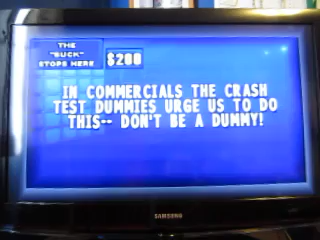 THE
"BUCK"
STOPS HERE
$200
IN COMMERCIALS THE CRASH
TEST DUMMIES URGE US TO DO
THIS-- DON'T BE A DUMMY!
SAMSUNG